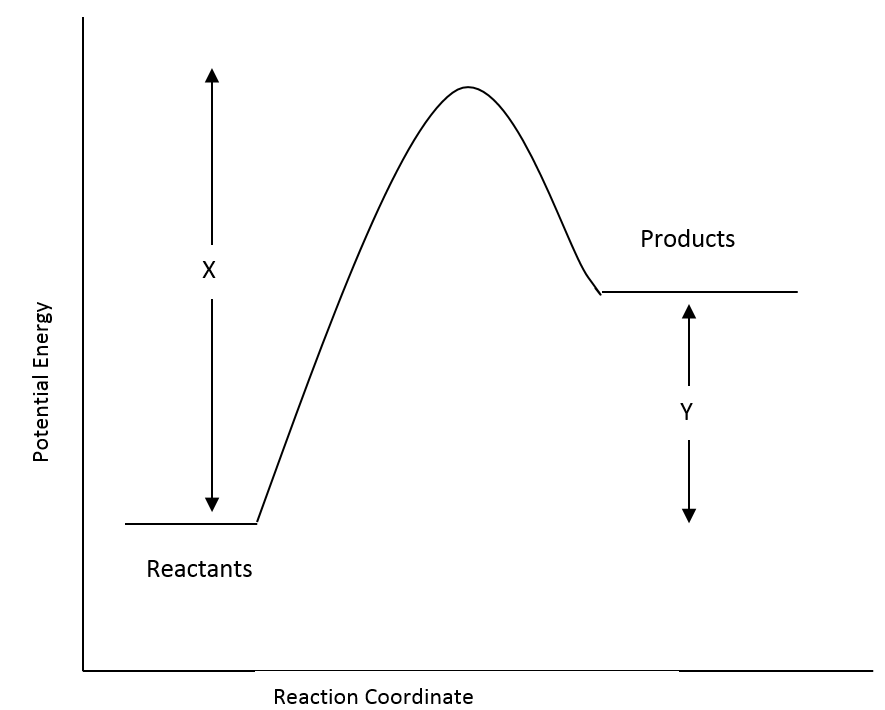 Products
X
Potential Energy
Y
Reactants
Reaction Coordinate